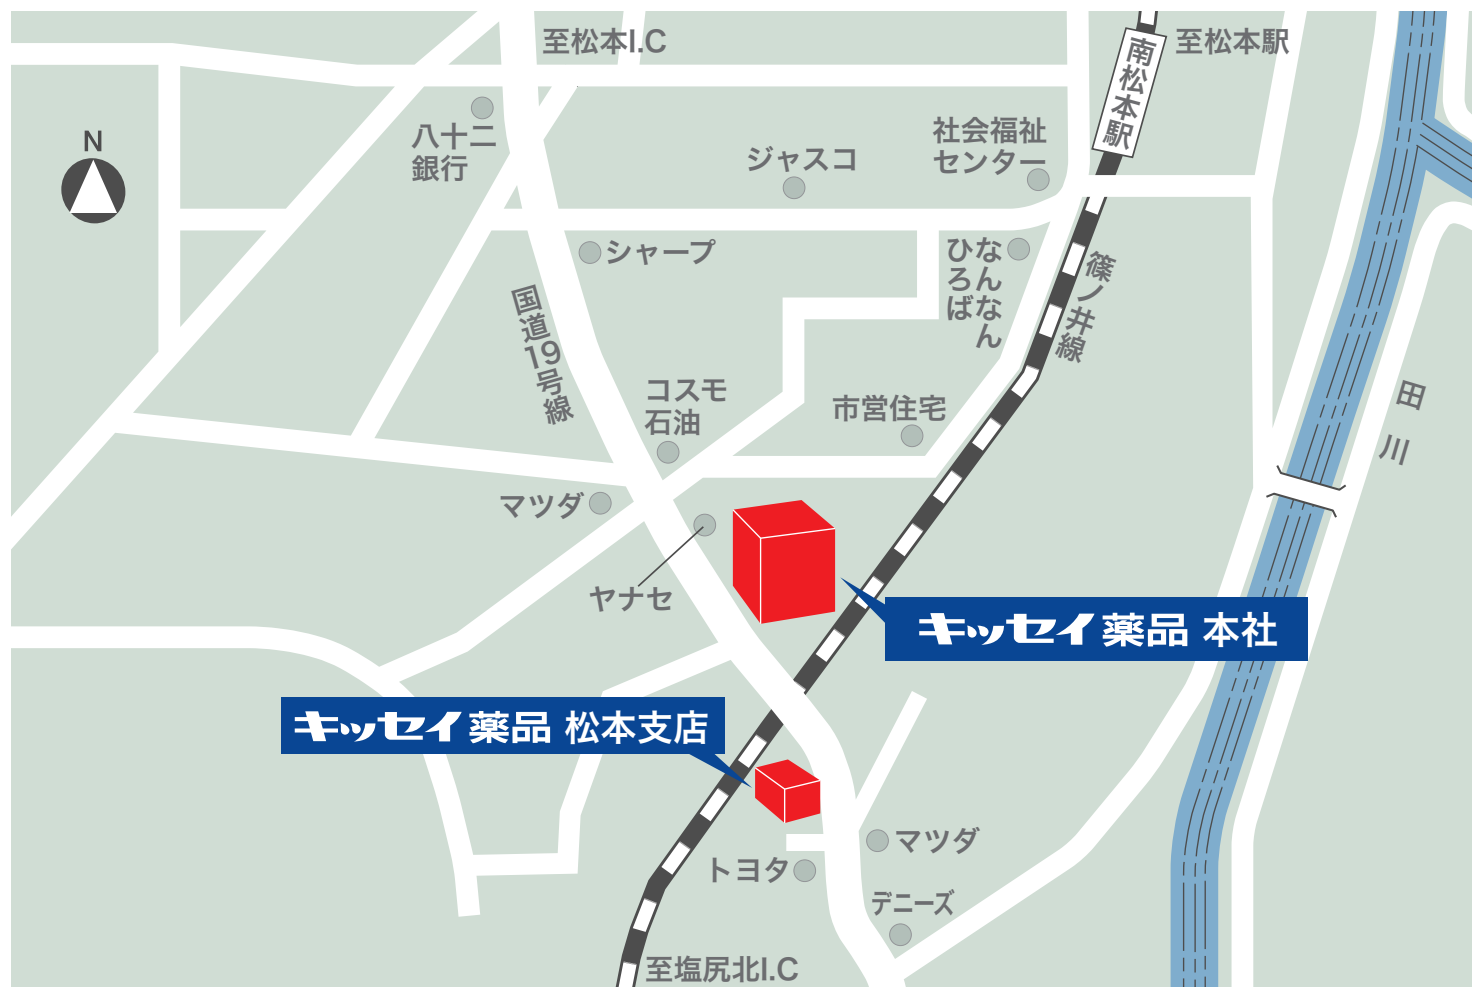 至松本I.C
至松本駅
南松本駅
N
八十二
銀行
ジャスコ
社会福祉
センター
シャープ
なんなん
ひろば
篠ノ井線
国道19号線
コスモ
石油
市営住宅
田川
マツダ
ヤナセ
キッセイ薬品 本社
キッセイ薬品 松本支店
マツダ
トヨタ
デニーズ
至塩尻北I.C